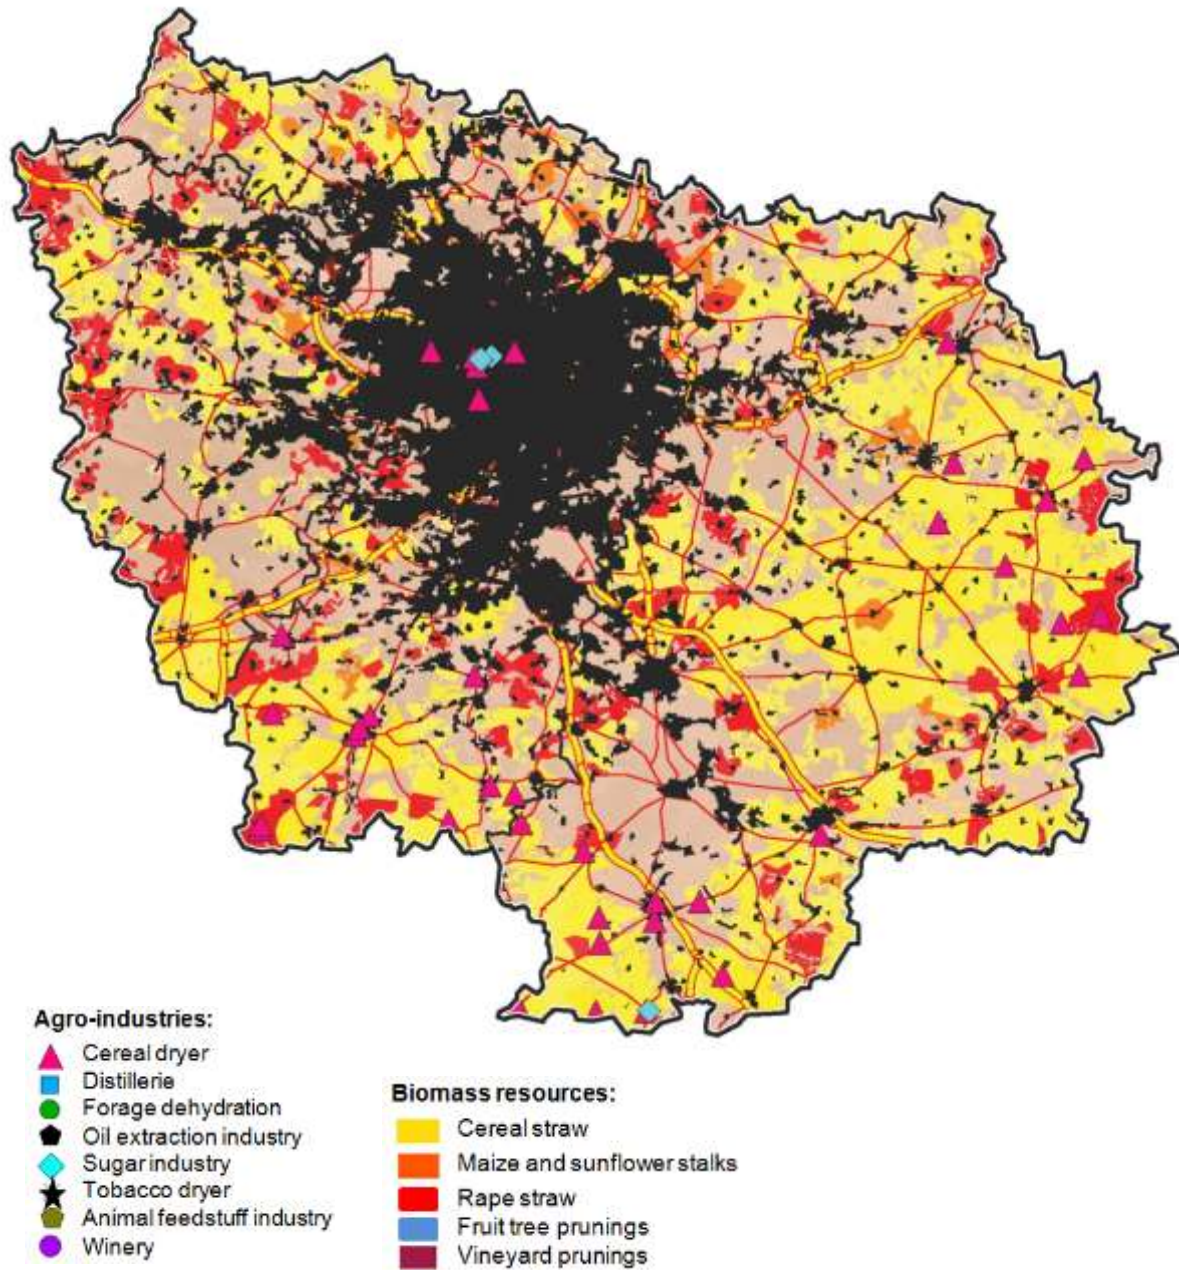 Agro-industries:
Cereal dryer
Distillerie
Forage dehydration
Oil extraction industry
Sugar industry
Tobacco dryer
Animal feedstuff industry
Winery
Biomass resources:
Cereal straw
Maize and sunflower stalks
Rape straw
Fruit tree prunings
Vineyard prunings